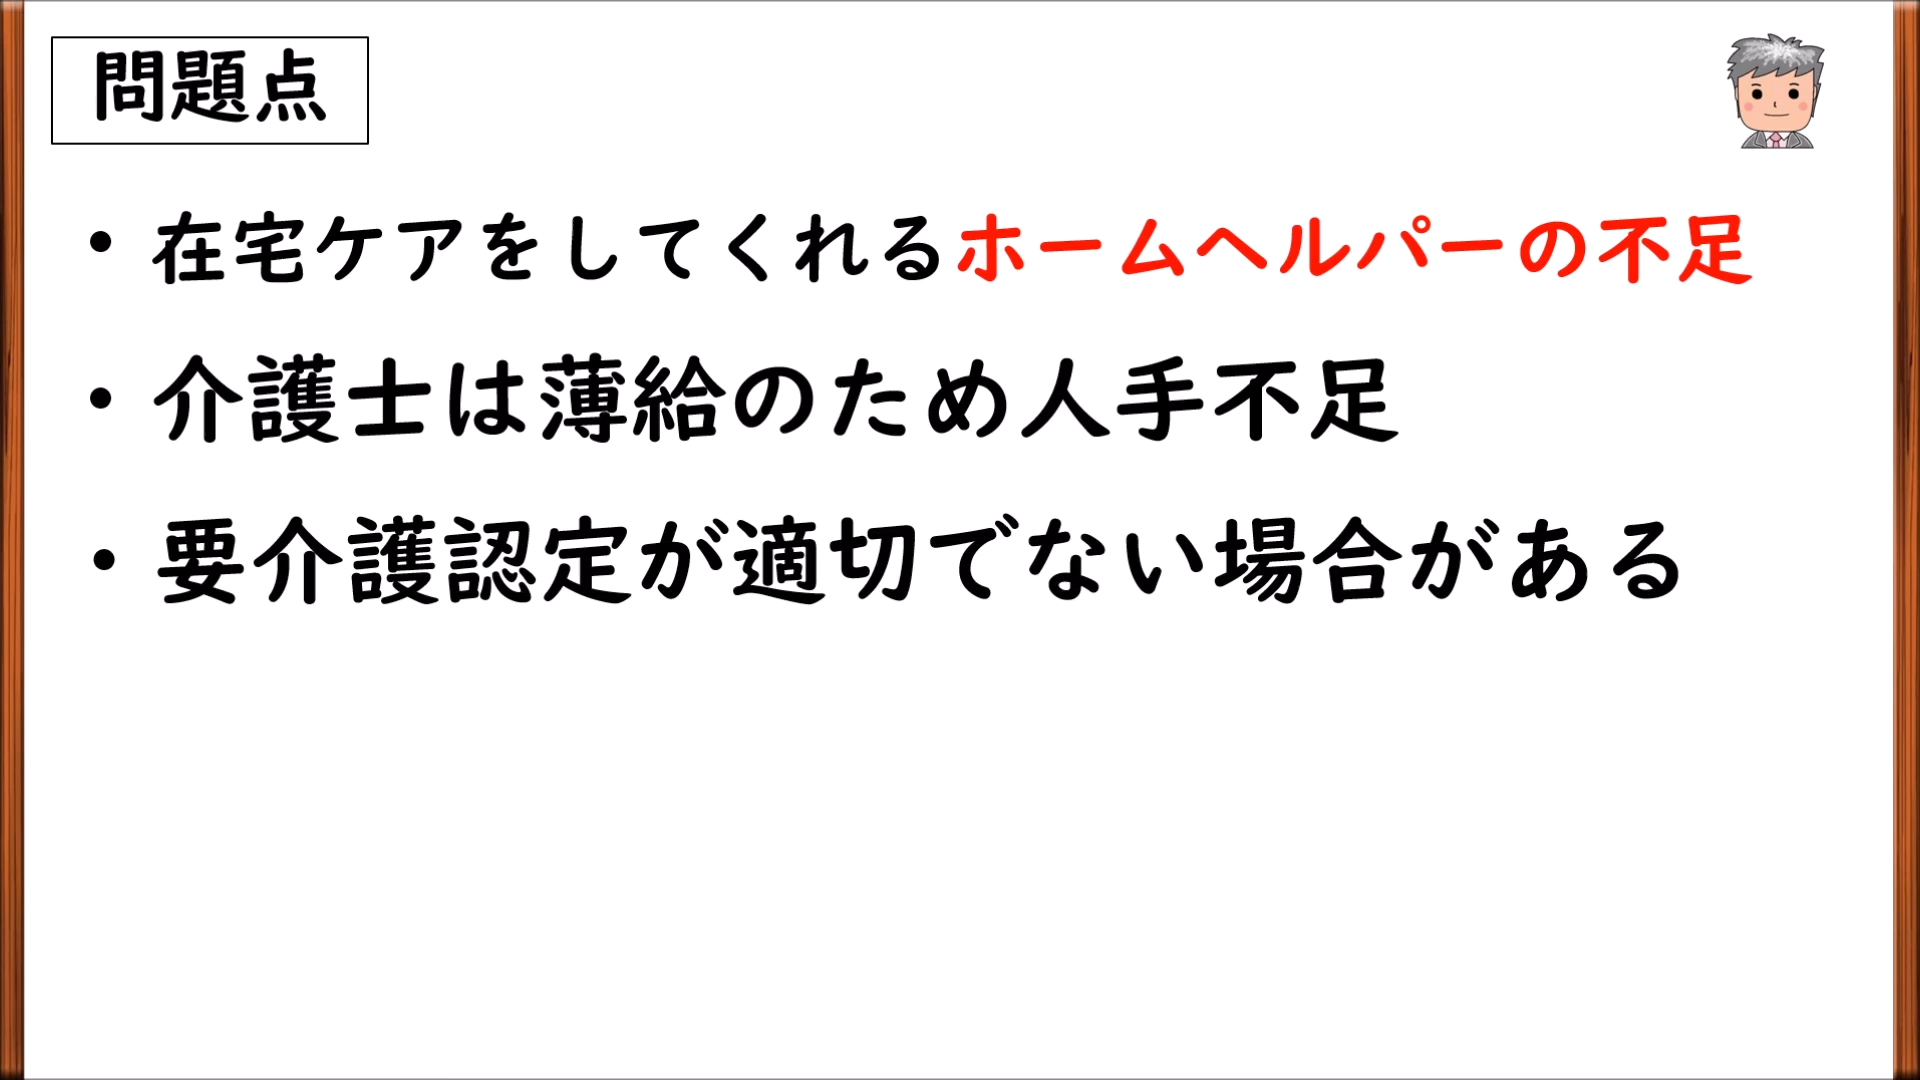 問題点
・在宅ケアをしてくれるホームヘルパーの不足
・介護士は薄給のため人手不足
・要介護認定が適切でない場合がある